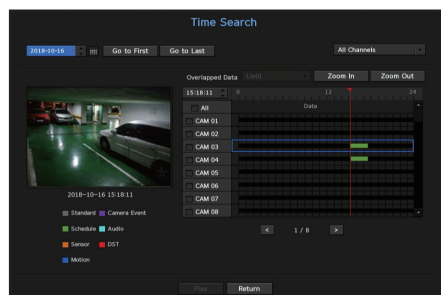 Time Search
2018-10-16 Go to First Go to Last All Channels
Overlapped Data Zoom In Zoom Out
15:18:11 0 12 24
All Data
CAM 01
CAM 02
CAM 03
CAM 04
CAM 05
CAM 06
CAM 07
CAM 08
2018-10-16 15:18:11
Standard Camera Event
Schedule Audio
Sensor DST
Motion
< 1 / 8 >
Play Return